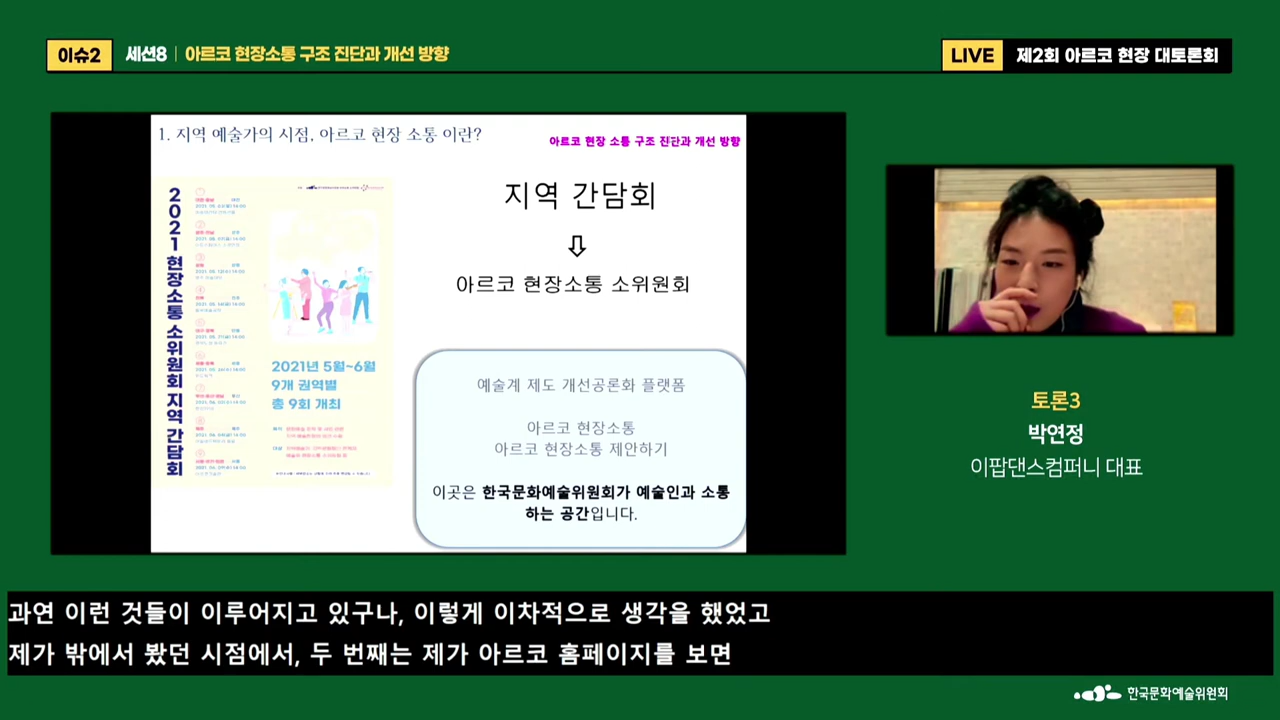 이슈2
세션8 | 아르코 현장소통 구조 진단과 개선 방향
LIVE 제2회 아르코 현장 대토론회
1. 지역 예술가의 시점, 아르코 현장 소통 이란?
아르코 현장 소통 구조 진단과 개선 방향
2021 현장소통 소위원회 지역 간담회
2021년 5월~6월
9개 권역별
총 9회 개최
지역 간담회
⇩
아르코 현장소통 소위원회
예술계 제도 개선공론화 플랫폼
아르코 현장소통
아르코 현장소통 제안하기
이곳은 한국문화예술위원회가 예술인과 소통
하는 공간입니다.
토론3
박연정
이팝댄스컴퍼니 대표
과연 이런 것들이 이루어지고 있구나, 이렇게 이차적으로 생각을 했었고
제가 밖에서 봤던 시점에서, 두 번째는 제가 아르코 홈페이지를 보면
한국문화예술위원회